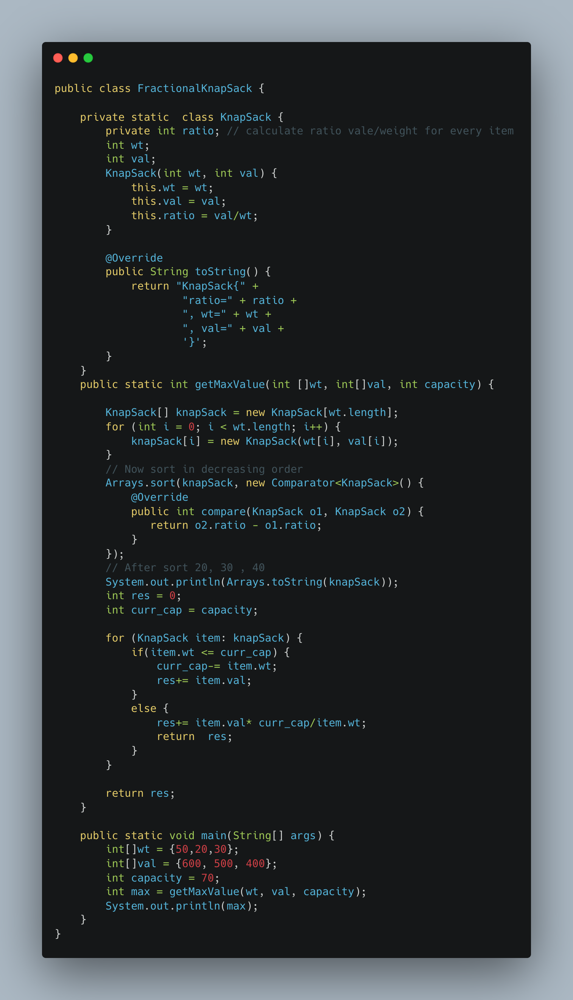 public class FractionalKnapSack {

    private static  class KnapSack {
        private int ratio; // calculate ratio vale/weight for every item
        int wt;
        int val;
        KnapSack(int wt, int val) {
            this.wt = wt;
            this.val = val;
            this.ratio = val/wt;
        }

        @Override
        public String toString() {
            return "KnapSack{" +
                    "ratio=" + ratio +
                    ", wt=" + wt +
                    ", val=" + val +
                    '}';
        }
    }
    public static int getMaxValue(int []wt, int[]val, int capacity) {

        KnapSack[] knapSack = new KnapSack[wt.length];
        for (int i = 0; i < wt.length; i++) {
            knapSack[i] = new KnapSack(wt[i], val[i]);
        }
        // Now sort in decreasing order
        Arrays.sort(knapSack, new Comparator<KnapSack>() {
            @Override
            public int compare(KnapSack o1, KnapSack o2) {
               return o2.ratio - o1.ratio;
            }
        });
        // After sort 20, 30 , 40
        System.out.println(Arrays.toString(knapSack));
        int res = 0;
        int curr_cap = capacity;

        for (KnapSack item: knapSack) {
            if(item.wt <= curr_cap) {
                curr_cap-= item.wt;
                res+= item.val;
            }
            else {
                res+= item.val* curr_cap/item.wt;
                return  res;
            }
        }

        return res;
    }

    public static void main(String[] args) {
        int[]wt = {50,20,30};
        int[]val = {600, 500, 400};
        int capacity = 70;
        int max = getMaxValue(wt, val, capacity);
        System.out.println(max);
    }
}